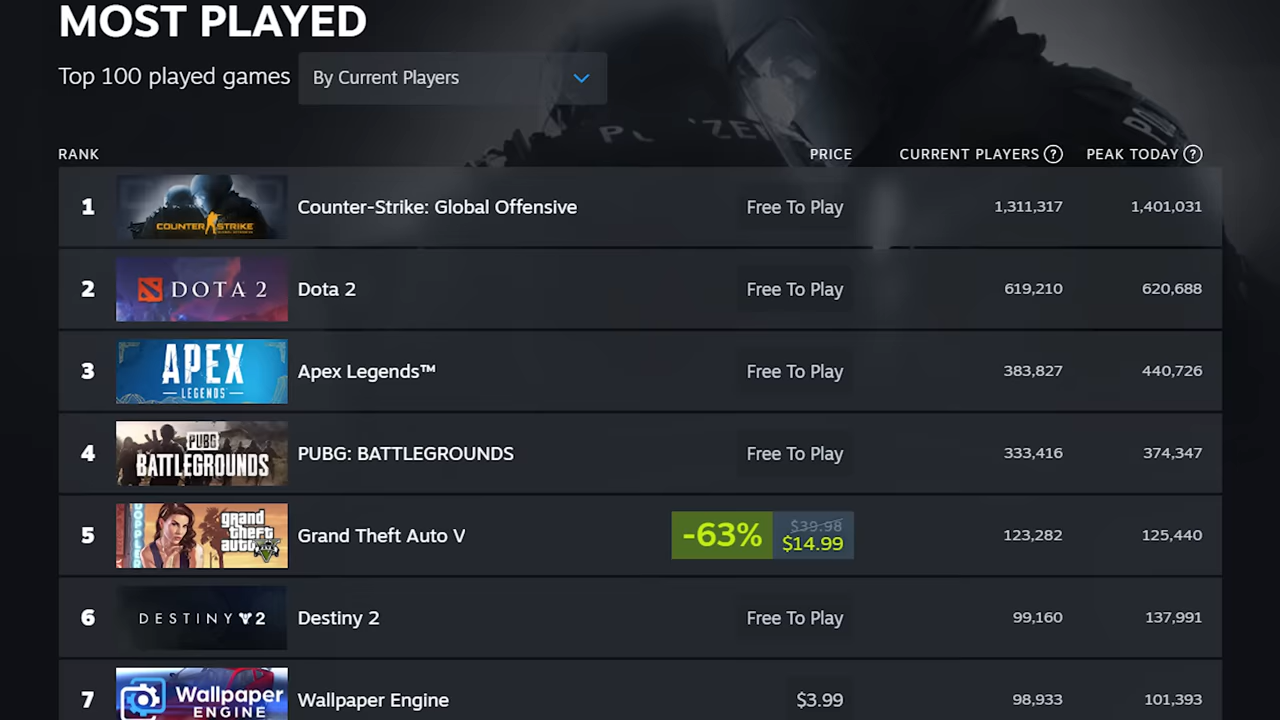 MOST PLAYED
Top 100 played games By Current Players
RANK PRICE CURRENT PLAYERS ? PEAK TODAY ?
1 COUNTER STRIKE Counter-Strike: Global Offensive Free To Play 1,311,317 1,401,031
2 DOTA 2 Dota 2 Free To Play 619,210 620,688
3 APEX LEGENDS Apex Legends™ Free To Play 383,827 440,726
4 PUBG BATTLEGROUNDS PUBG: BATTLEGROUNDS Free To Play 333,416 374,347
5 grand theft auto V Grand Theft Auto V -63% $39.98 $14.99 123,282 125,440
6 DESTINY 2 Destiny 2 Free To Play 99,160 137,991
7 Wallpaper ENGINE Wallpaper Engine $3.99 98,933 101,393